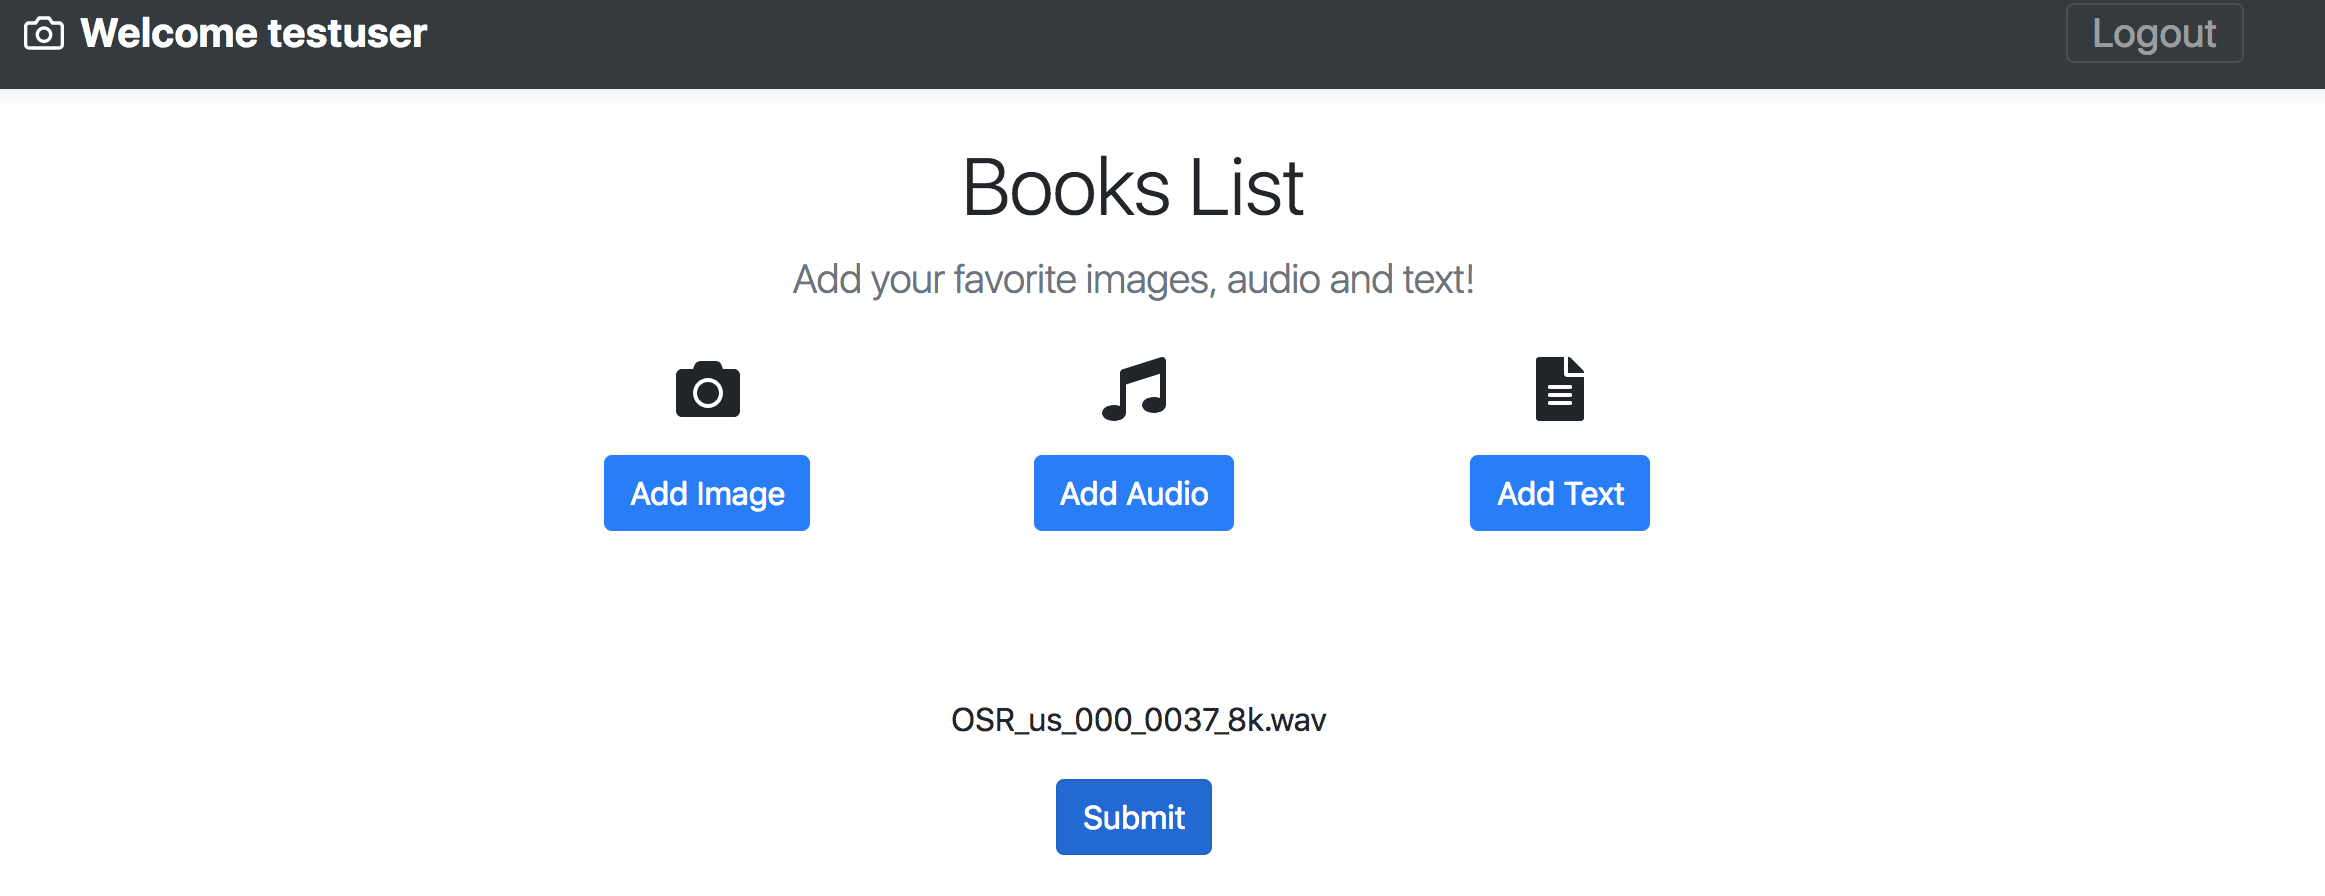 Welcome testuser
Logout
Books List
Add your favorite images, audio and text!
Add Image
Add Audio
Add Text
OSR_us_000_0037_8k.wav
Submit